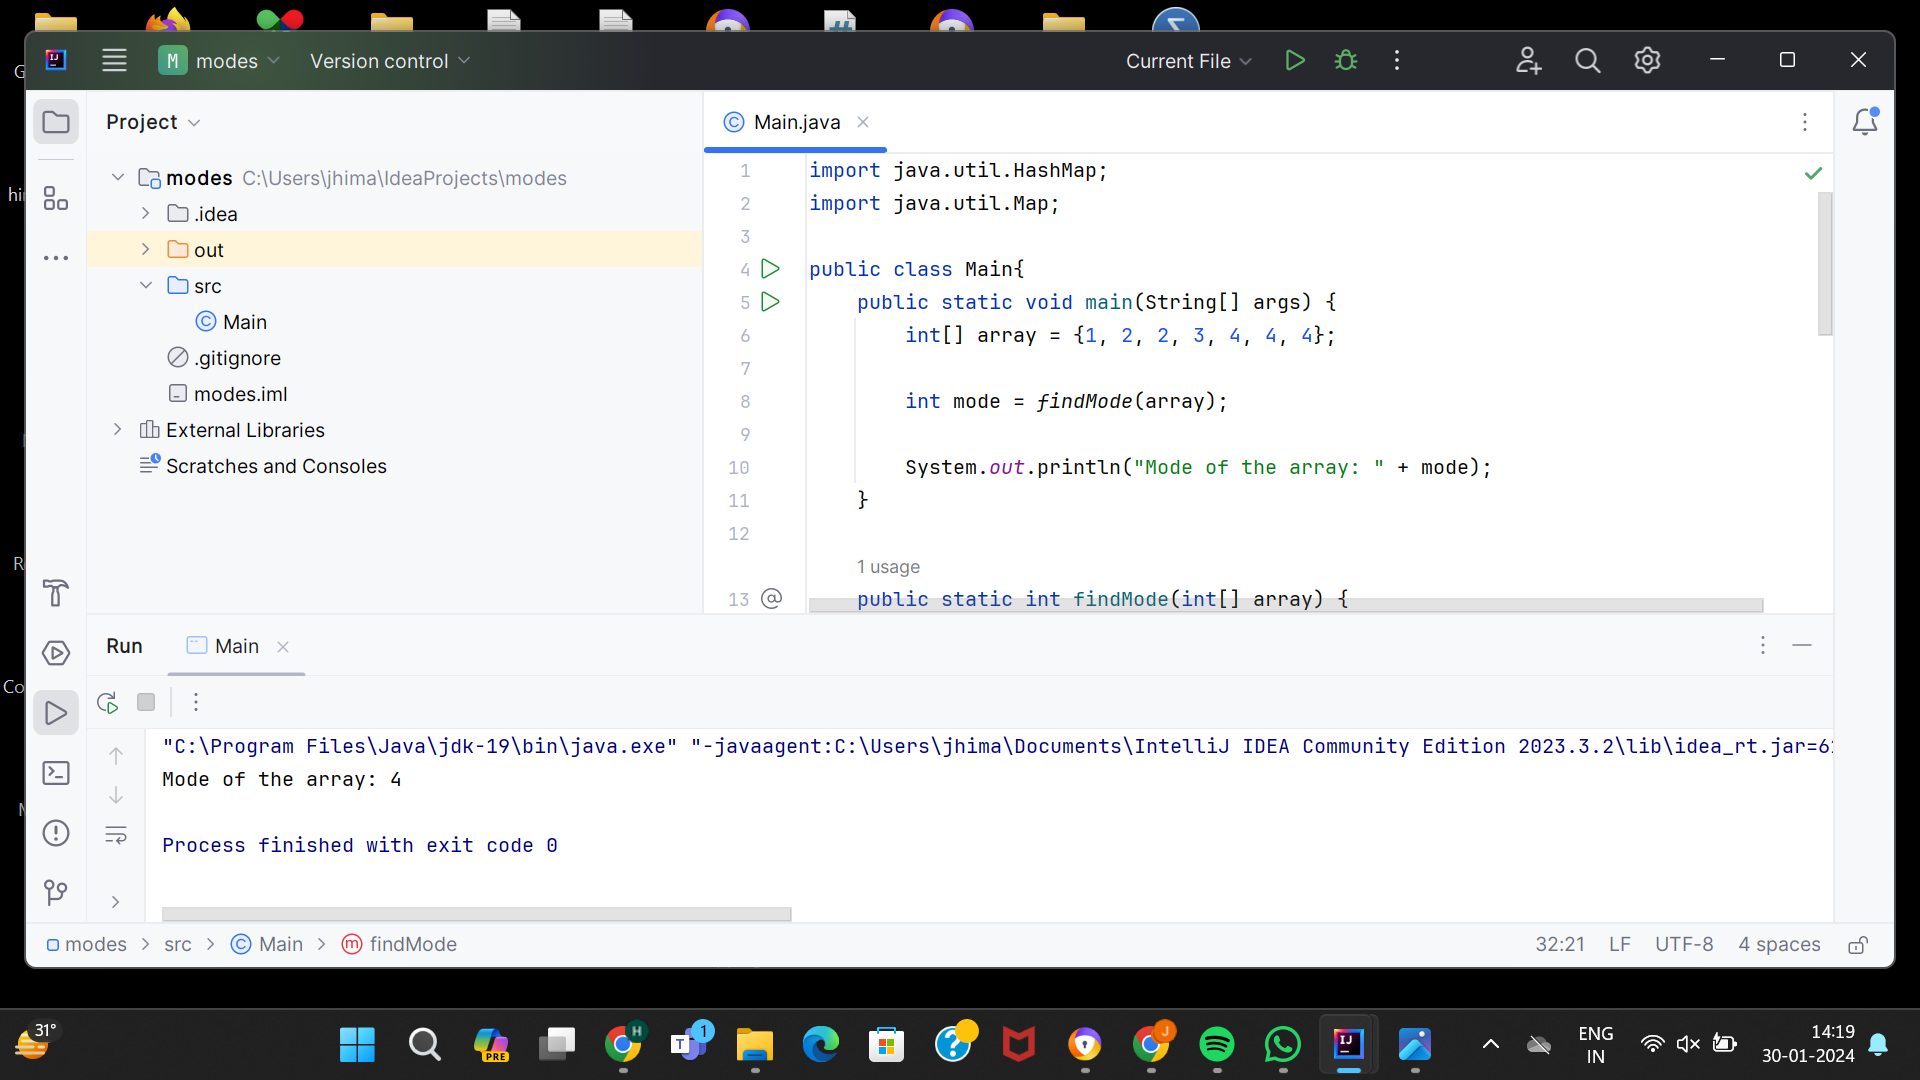 M modes
Version control
Current File
Project
Main.java
modes C:\Users\jhima\IdeaProjects\modes
.idea
out
src
Main
.gitignore
modes.iml
External Libraries
Scratches and Consoles
1 import java.util.HashMap;
2 import java.util.Map;
3
4 public class Main{
5 public static void main(String[] args) {
6 int[] array = {1, 2, 2, 3, 4, 4, 4};
7
8 int mode = findMode(array);
9
10 System.out.println("Mode of the array: " + mode);
11 }
12
1 usage
13 @ public static int findMode(int[] array) {
Run Main
"C:\Program Files\Java\jdk-19\bin\java.exe" "-javaagent:C:\Users\jhima\Documents\IntelliJ IDEA Community Edition 2023.3.2\lib\idea_rt.jar=6
Mode of the array: 4
Process finished with exit code 0
modes > src > Main > findMode
32:21 LF UTF-8 4 spaces
31°
PRE
H
T 1
J
IJ
ENG
IN
14:19
30-01-2024